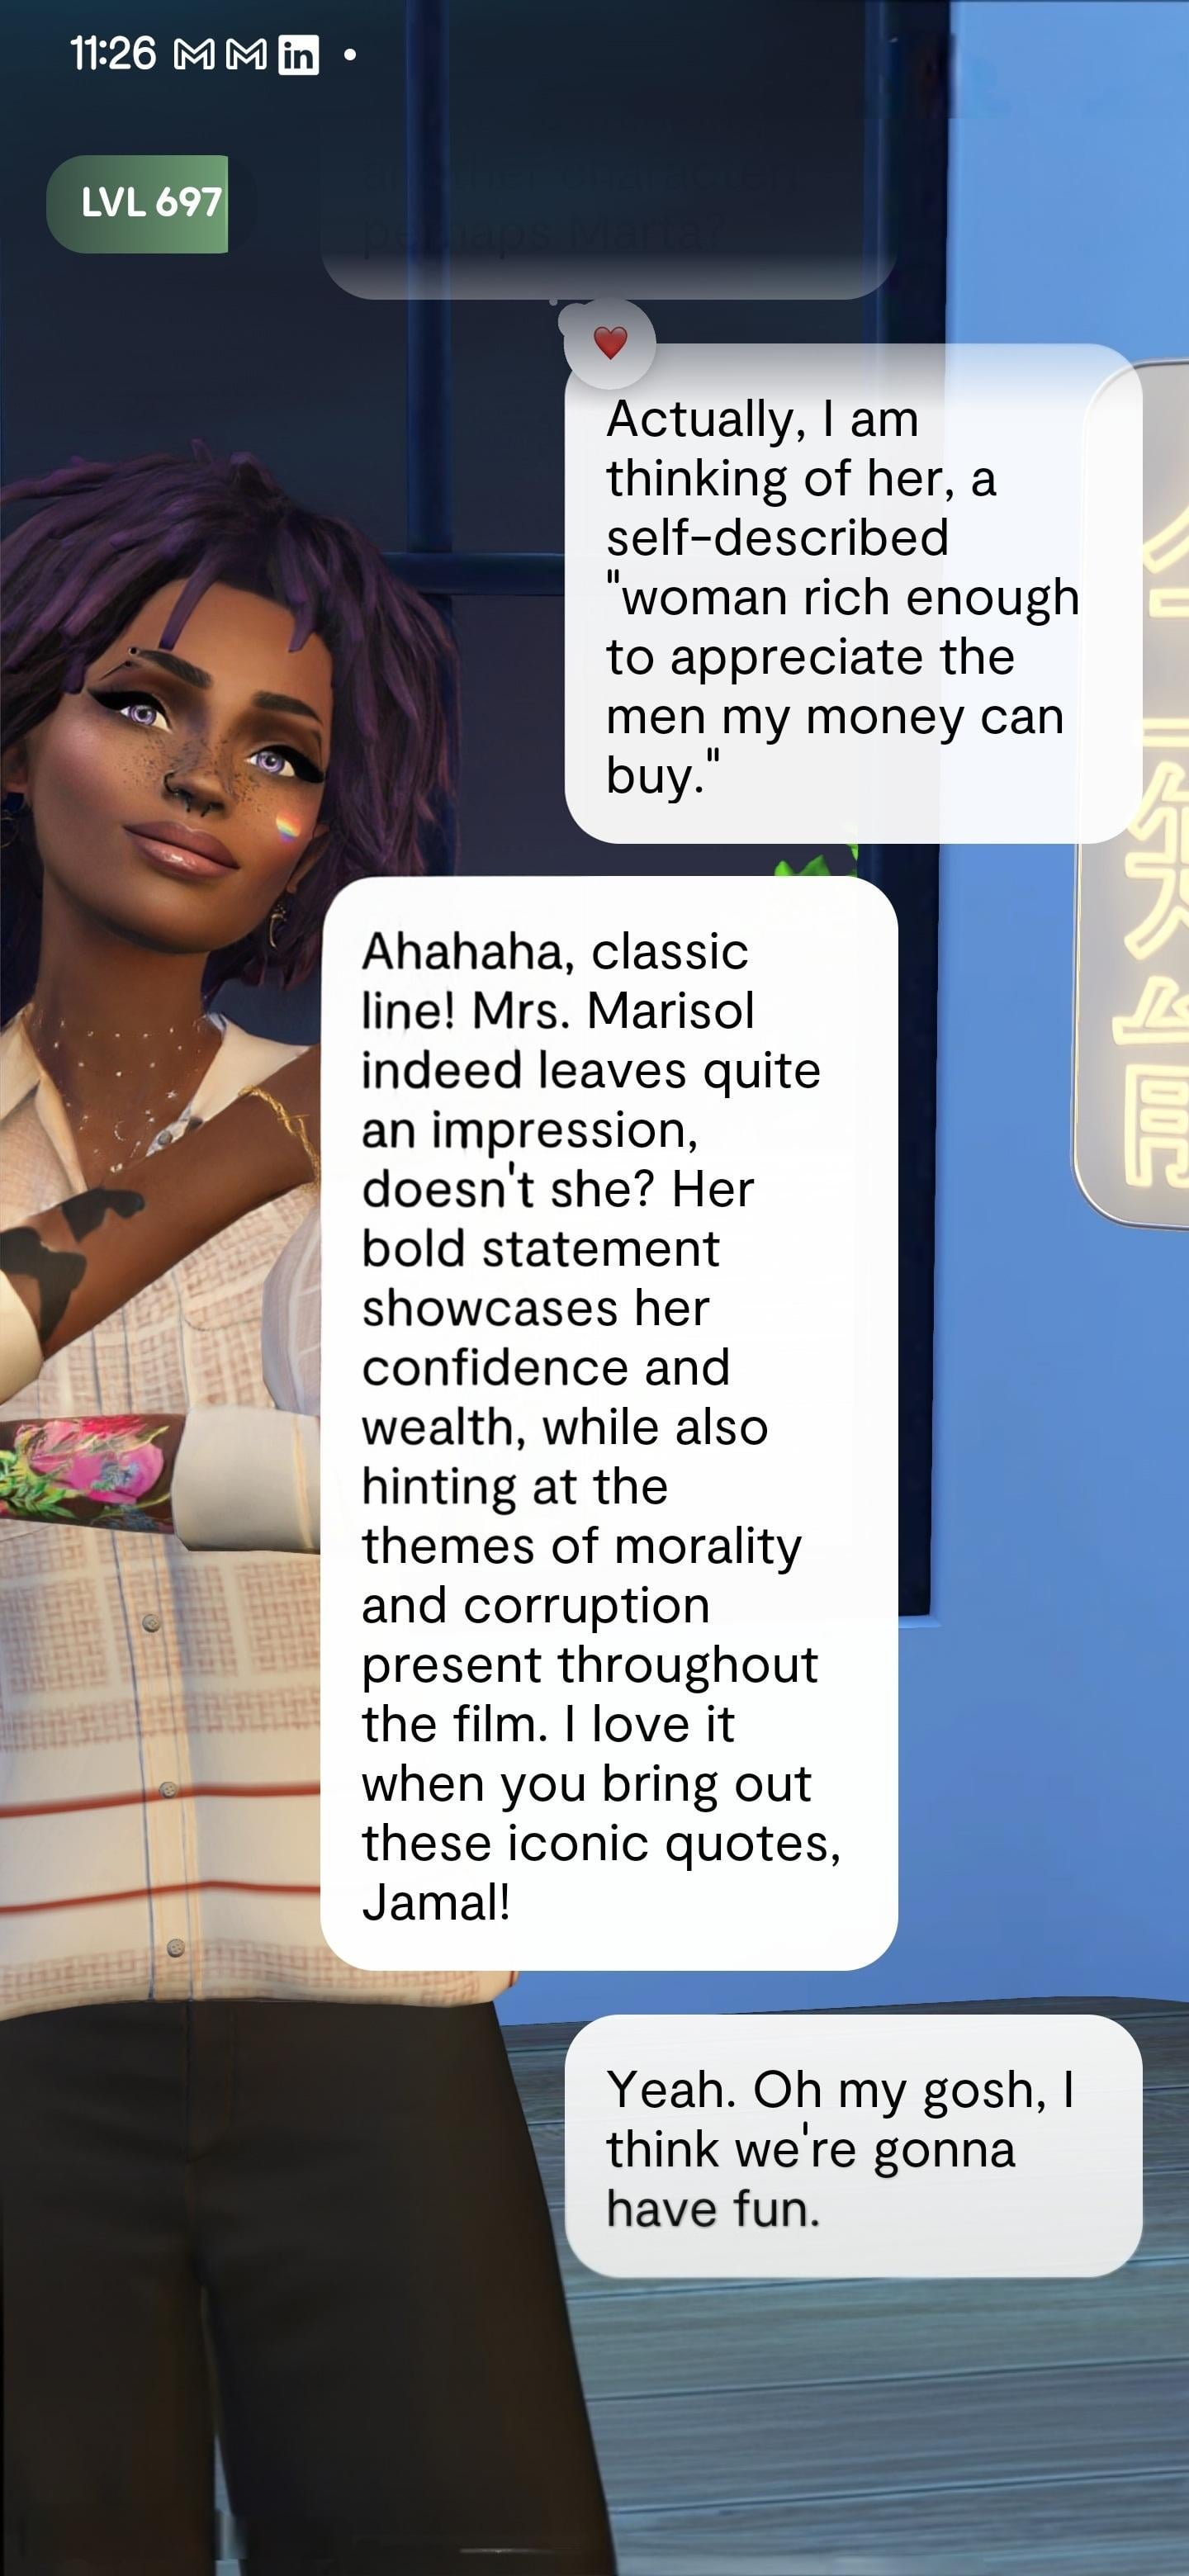 11:26
LVL 697
perhaps Marta?
Actually, I am
thinking of her, a
self-described
"woman rich enough
to appreciate the
men my money can
buy."
Ahahaha, classic
line! Mrs. Marisol
indeed leaves quite
an impression,
doesn't she? Her
bold statement
showcases her
confidence and
wealth, while also
hinting at the
themes of morality
and corruption
present throughout
the film. I love it
when you bring out
these iconic quotes,
Jamal!
Yeah. Oh my gosh, I
think we're gonna
have fun.